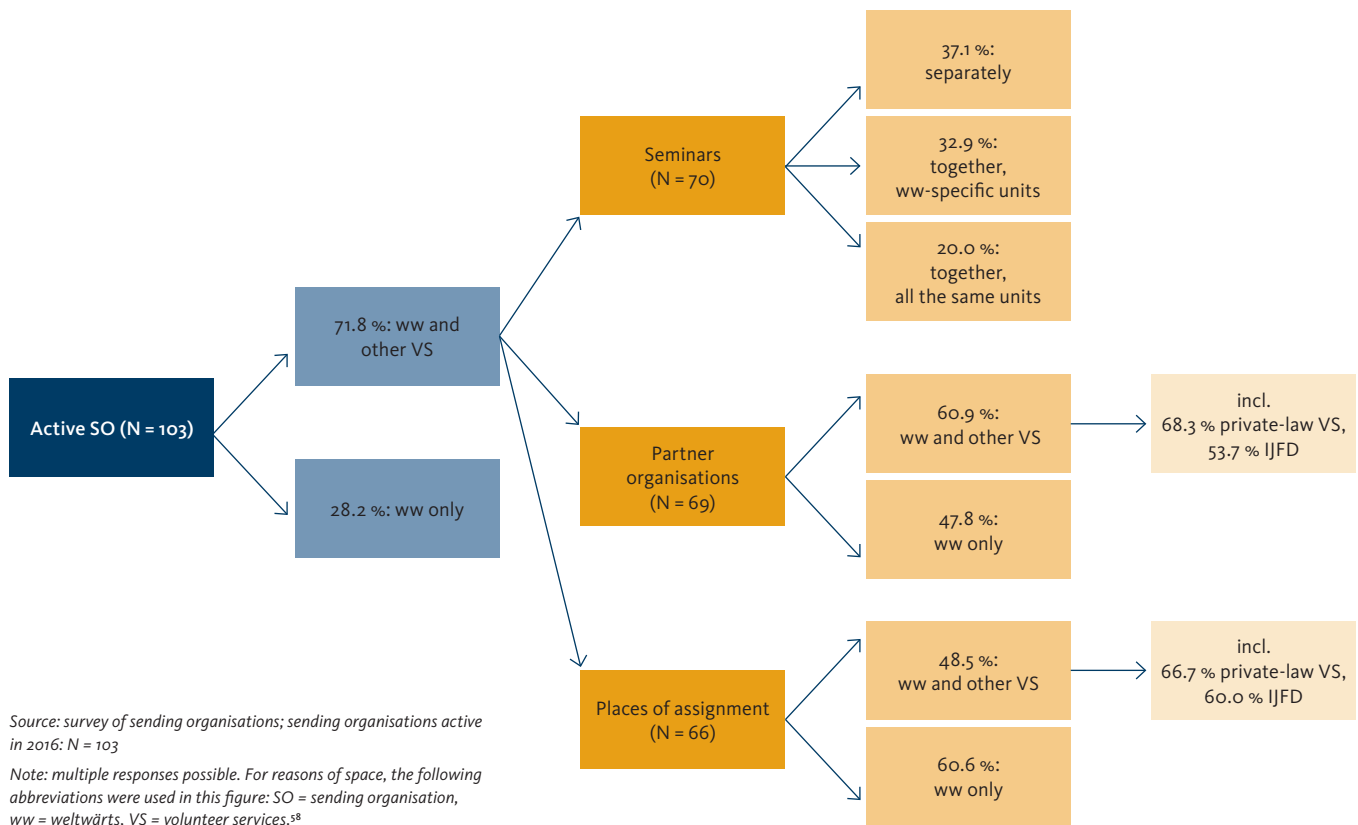 Active SO (N = 103)
71.8 %: ww and
other VS
28.2 %: ww only
Seminars
(N = 70)
37.1 %:
separately
32.9 %:
together,
ww-specific units
20.0 %:
together,
all the same units
Partner
organisations
(N = 69)
60.9 %:
ww and other VS
incl.
68.3 % private-law VS,
53.7 % IJFD
47.8 %:
ww only
Places of assignment
(N = 66)
48.5 %:
ww and other VS
incl.
66.7 % private-law VS,
60.0 % IJFD
60.6 %:
ww only
Source: survey of sending organisations; sending organisations active
in 2016: N = 103
Note: multiple responses possible. For reasons of space, the following
abbreviations were used in this figure: SO = sending organisation,
ww = weltwärts, VS = volunteer services.⁵⁸